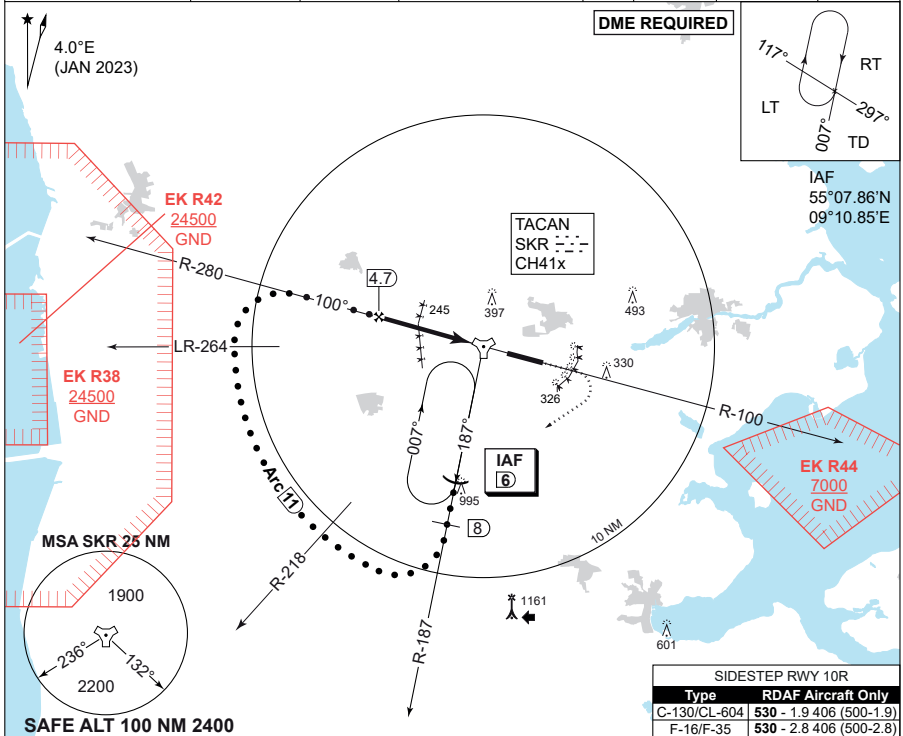 DME REQUIRED
4.0°E
(JAN 2023)
117°
RT
LT
297°
007°
TD
IAF
55°07.86'N
09°10.85'E
EK R42
24500
GND
TACAN
SKR
CH41x
R-280
100°
4.7
245
397
493
LR-264
330
326
EK R38
24500
GND
R-100
007°
187°
IAF
6
995
EK R44
7000
GND
Arc 11
8
10 NM
R-218
MSA SKR 25 NM
1900
236°
132°
2200
R-187
1161
601
SAFE ALT 100 NM 2400
SIDESTEP RWY 10R
Type RDAF Aircraft Only
C-130/CL-604 530 - 1.9 406 (500-1.9)
F-16/F-35 530 - 2.8 406 (500-2.8)